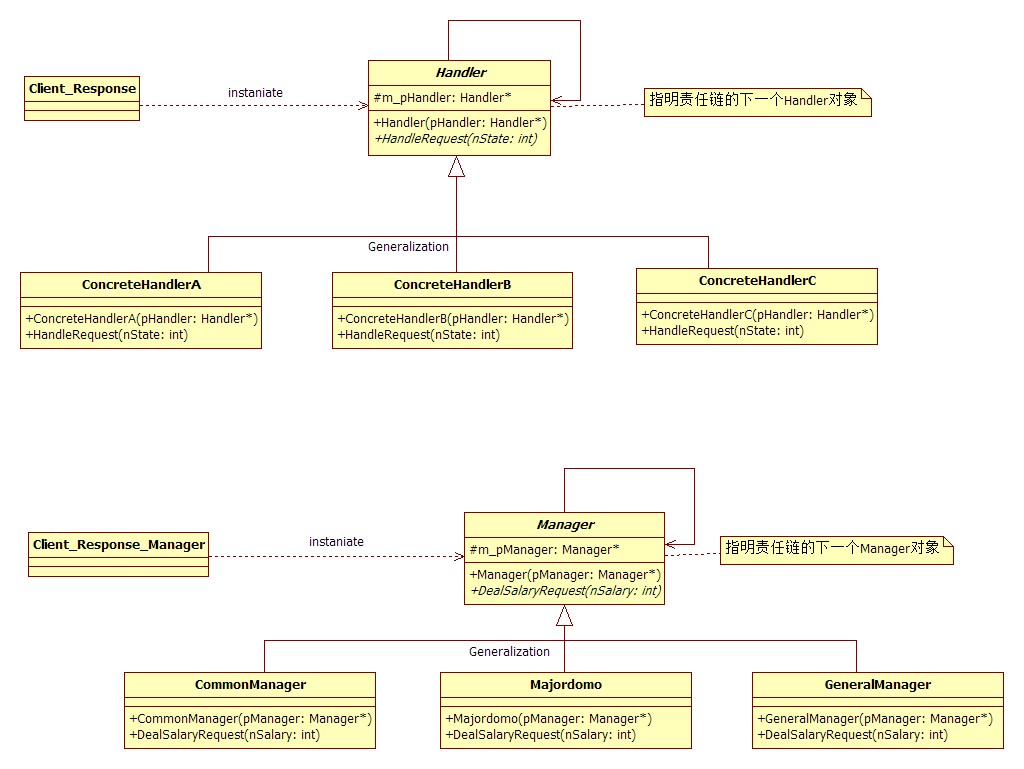 Handler
Client_Response
instaniate
#m_pHandler: Handler*
指明责任链的下一个Handler对象
+Handler(pHandler: Handler*)
+HandleRequest(nState: int)
Generalization
ConcreteHandlerA
+ConcreteHandlerA(pHandler: Handler*)
+HandleRequest(nState: int)
ConcreteHandlerB
+ConcreteHandlerB(pHandler: Handler*)
+HandleRequest(nState: int)
ConcreteHandlerC
+ConcreteHandlerC(pHandler: Handler*)
+HandleRequest(nState: int)
Manager
Client_Response_Manager
instaniate
#m_pManager: Manager*
指明责任链的下一个Manager对象
+Manager(pManager: Manager*)
+DealSalaryRequest(nSalary: int)
Generalization
CommonManager
+CommonManager(pManager: Manager*)
+DealSalaryRequest(nSalary: int)
Majordomo
+Majordomo(pManager: Manager*)
+DealSalaryRequest(nSalary: int)
GeneralManager
+GeneralManager(pManager: Manager*)
+DealSalaryRequest(nSalary: int)